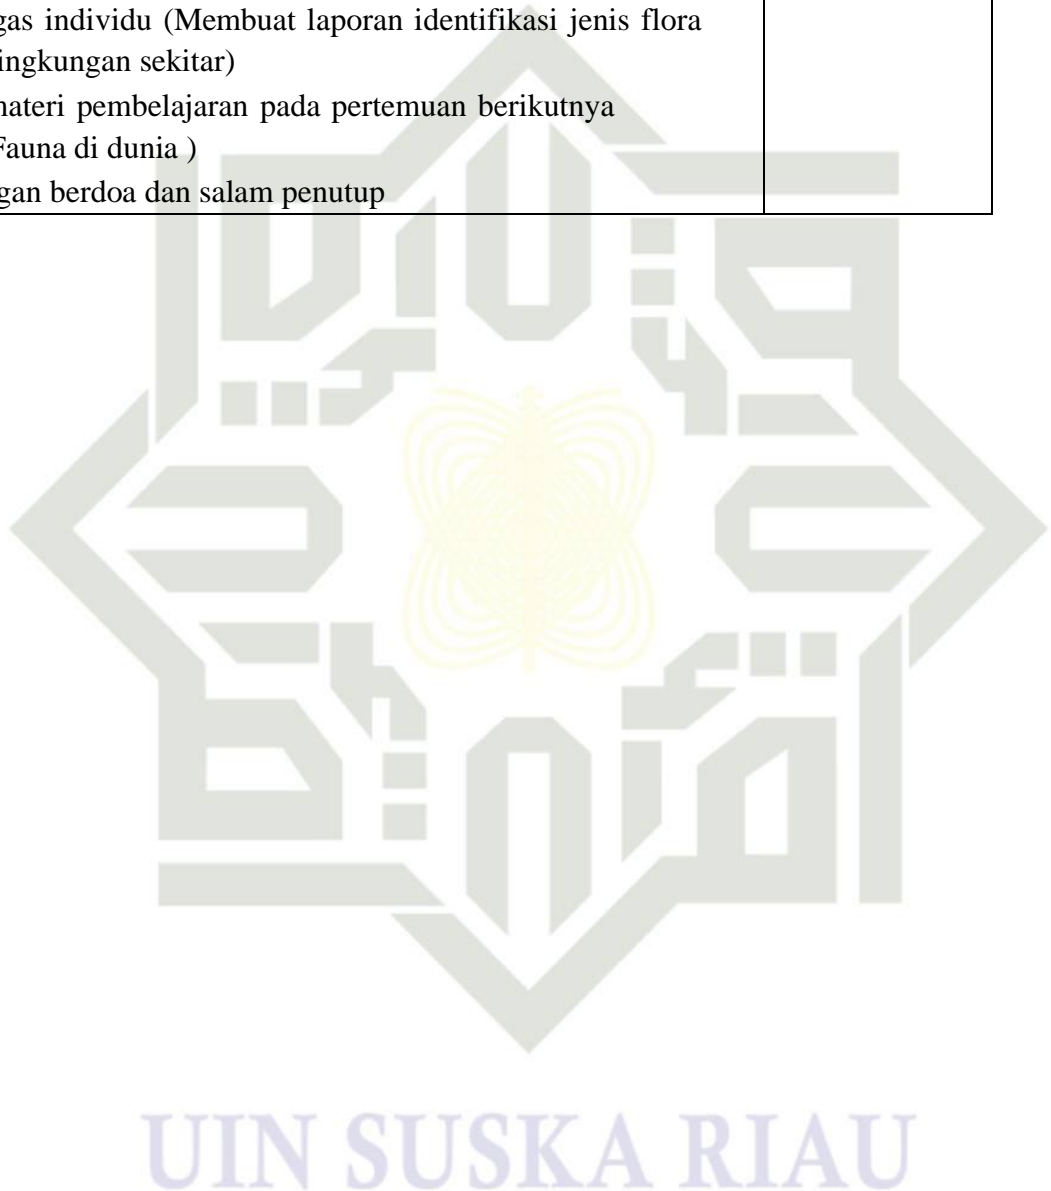 gas individu (Membuat laporan identifikasi jenis flora
ingkungan sekitar)
nateri pembelajaran pada pertemuan berikutnya
Fauna di dunia )
gan berdoa dan salam penutup
UIN SUSKA RIAU